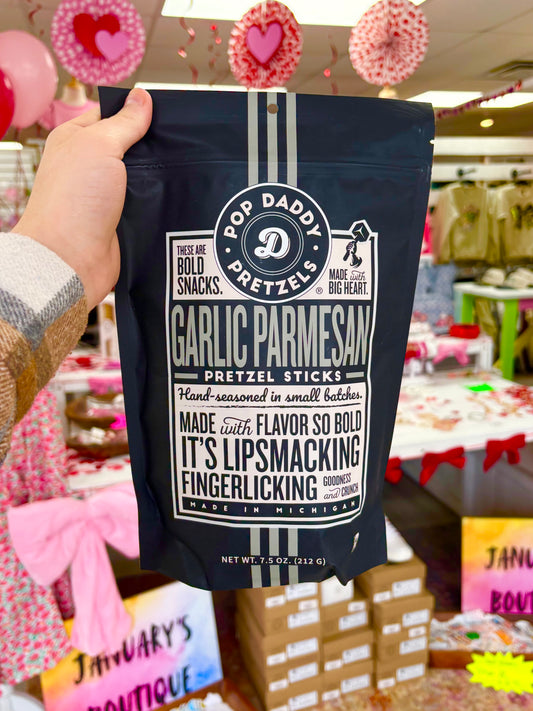 POP DADDY
D
PRETZELS
®
THESE ARE
BOLD
SNACKS.
MADE with
BIG HEART.
GARLIC PARMESAN
PRETZEL STICKS
Hand-seasoned in small batches.
MADE with FLAVOR SO BOLD
IT'S LIPSMACKING
FINGERLICKING
GOODNESS
and CRUNCH.
MADE IN MICHIGAN
NET WT. 7.5 OZ. (212 G)
JANUARY'S
BOUTIQUE
JANU
BOUT